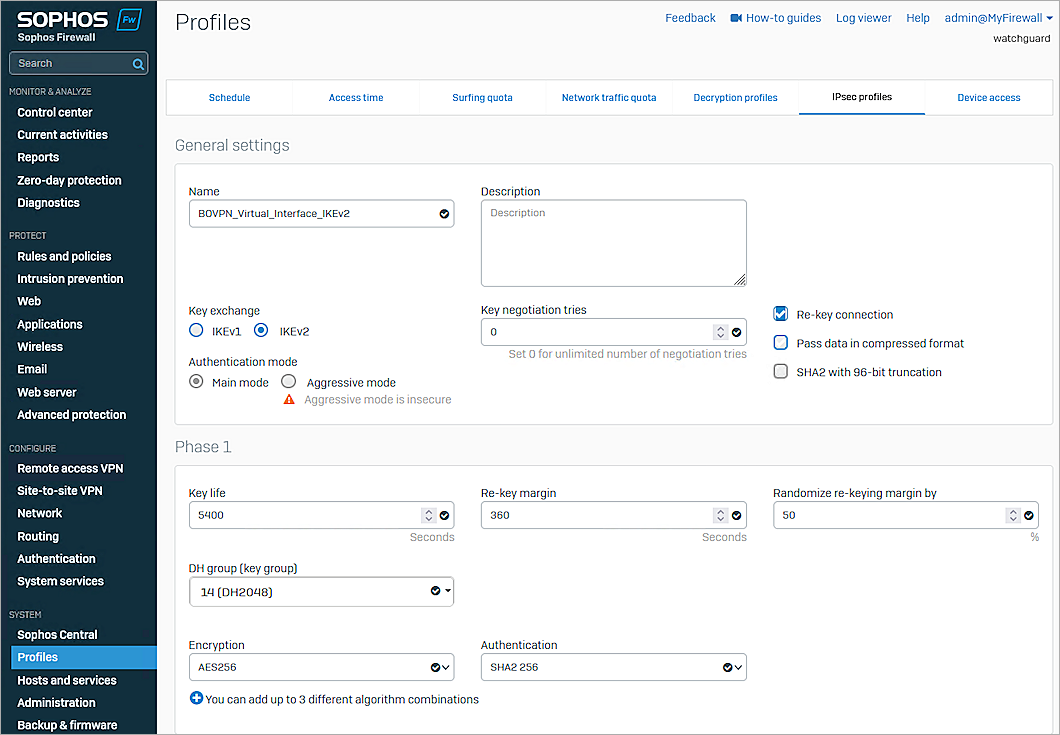 SOPHOS Fw
Sophos Firewall
Search
MONITOR & ANALYZE
Control center
Current activities
Reports
Zero-day protection
Diagnostics
PROTECT
Rules and policies
Intrusion prevention
Web
Applications
Wireless
Email
Web server
Advanced protection
CONFIGURE
Remote access VPN
Site-to-site VPN
Network
Routing
Authentication
System services
SYSTEM
Sophos Central
Profiles
Hosts and services
Administration
Backup & firmware
Profiles
Feedback How-to guides Log viewer Help admin@MyFirewall
watchguard
Schedule Access time Surfing quota Network traffic quota Decryption profiles IPsec profiles Device access
General settings
Name Description
BOVPN_Virtual_Interface_IKEv2 Description
Key exchange Key negotiation tries
IKEv1 IKEv2 0
Set 0 for unlimited number of negotiation tries
Re-key connection
Pass data in compressed format
SHA2 with 96-bit truncation
Authentication mode
Main mode Aggressive mode
Aggressive mode is insecure
Phase 1
Key life Re-key margin Randomize re-keying margin by
5400 360 50
Seconds Seconds %
DH group (key group)
14 (DH2048)
Encryption Authentication
AES256 SHA2 256
You can add up to 3 different algorithm combinations